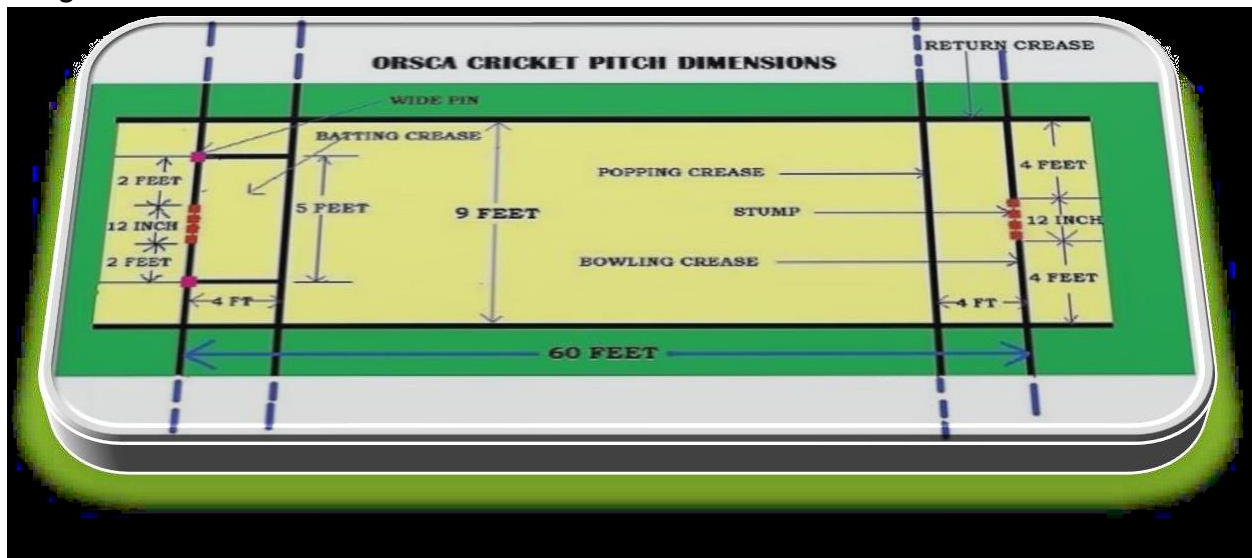 RETURN CREASE
ORSCA CRICKET PITCH DIMENSIONS
WIDE PIN
BATTING CREASE
2 FEET
12 INCH
2 FEET
4 FT
5 FEET
9 FEET
POPPING CREASE
STUMP
BOWLING CREASE
4 FEET
12 INCH
4 FEET
4 FT
60 FEET